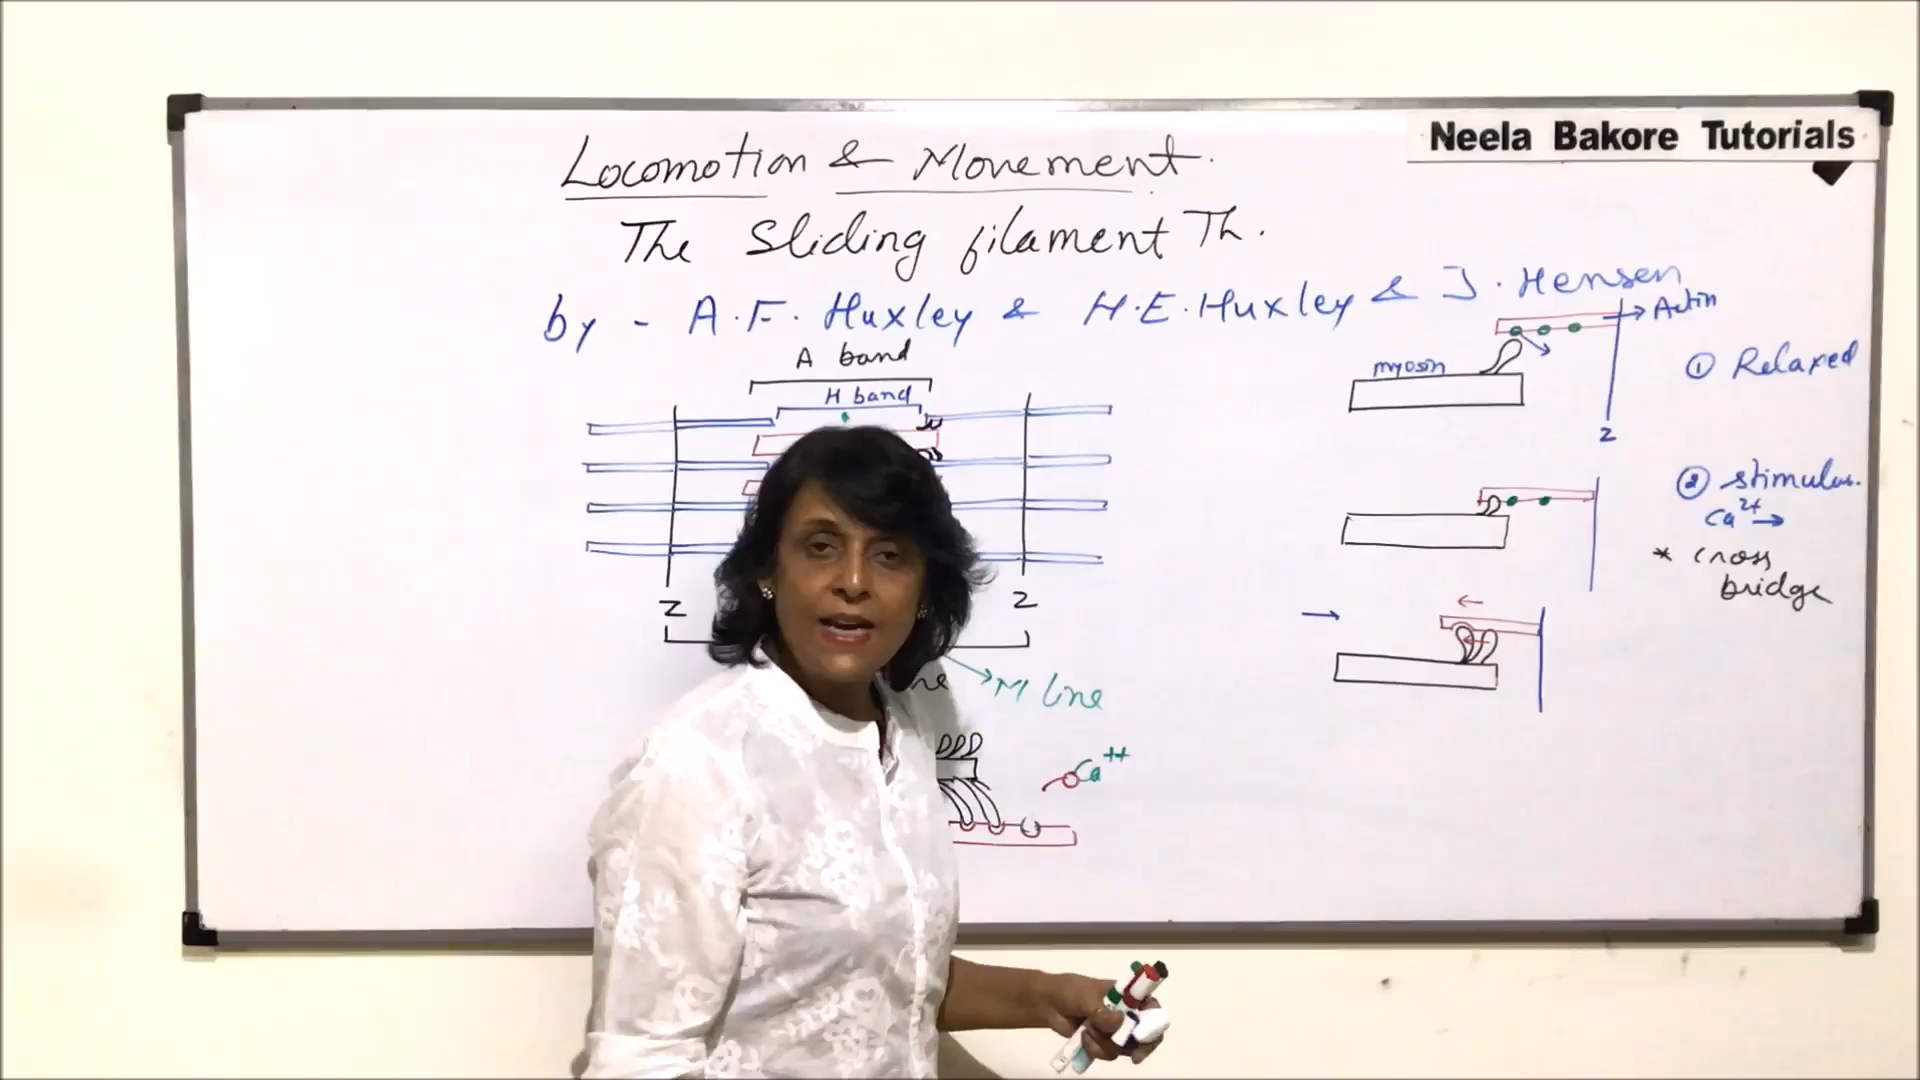 Neela Bakore Tutorials
Locomotion & Movement.
The Sliding filament Th.
by - A.F. Huxley & H.E. Huxley & J. Hensen
A band
H band
Z
Z
M line
Ca++
Actin
myosin
Z
① Relaxed
② stimulus.
Ca2+ →
* cross
bridge